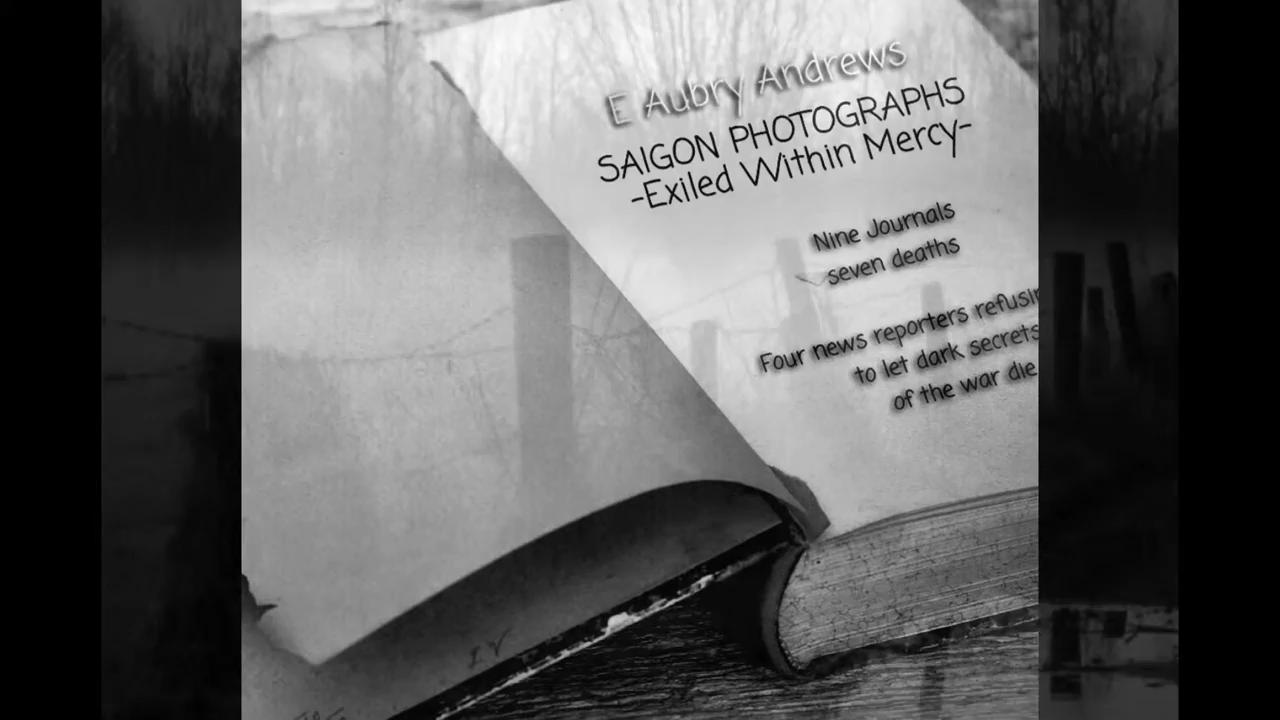 E Aubry Andrews
SAIGON PHOTOGRAPHS
-Exiled Within Mercy-
Nine Journals
seven deaths
Four news reporters refusin
to let dark secrets
of the war die